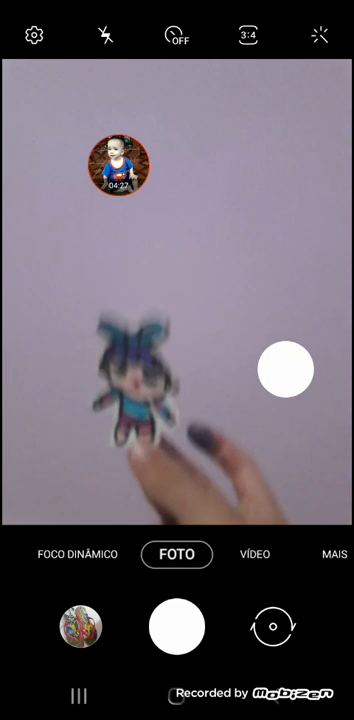 OFF
3:4
04:27
FOCO DINÂMICO
FOTO
VÍDEO
MAIS
Recorded by mobizen